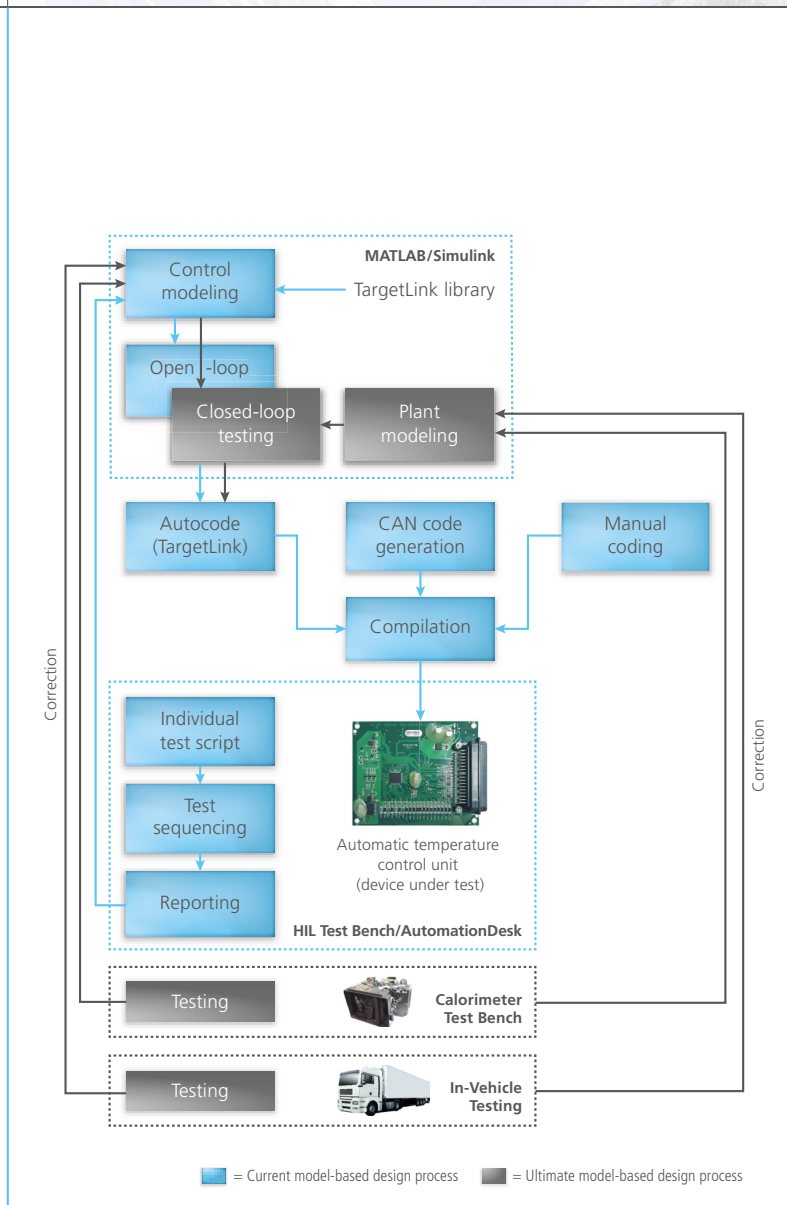 MATLAB/Simulink
Control
modeling
TargetLink library
Open -loop
Closed-loop
testing
Plant
modeling
Autocode
(TargetLink)
CAN code
generation
Manual
coding
Compilation
Correction
Correction
Individual
test script
Test
sequencing
Reporting
Automatic temperature
control unit
(device under test)
HIL Test Bench/AutomationDesk
Testing
Calorimeter
Test Bench
Testing
In-Vehicle
Testing
= Current model-based design process
= Ultimate model-based design process